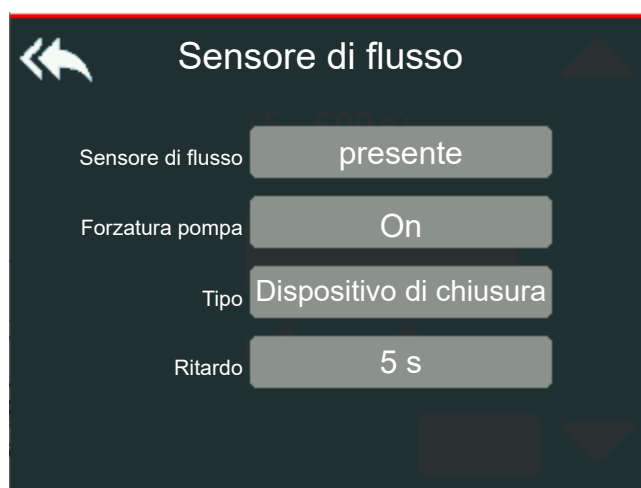 Sensore di flusso
Sensore di flusso presente
Forzatura pompa On
Tipo Dispositivo di chiusura
Ritardo 5 s